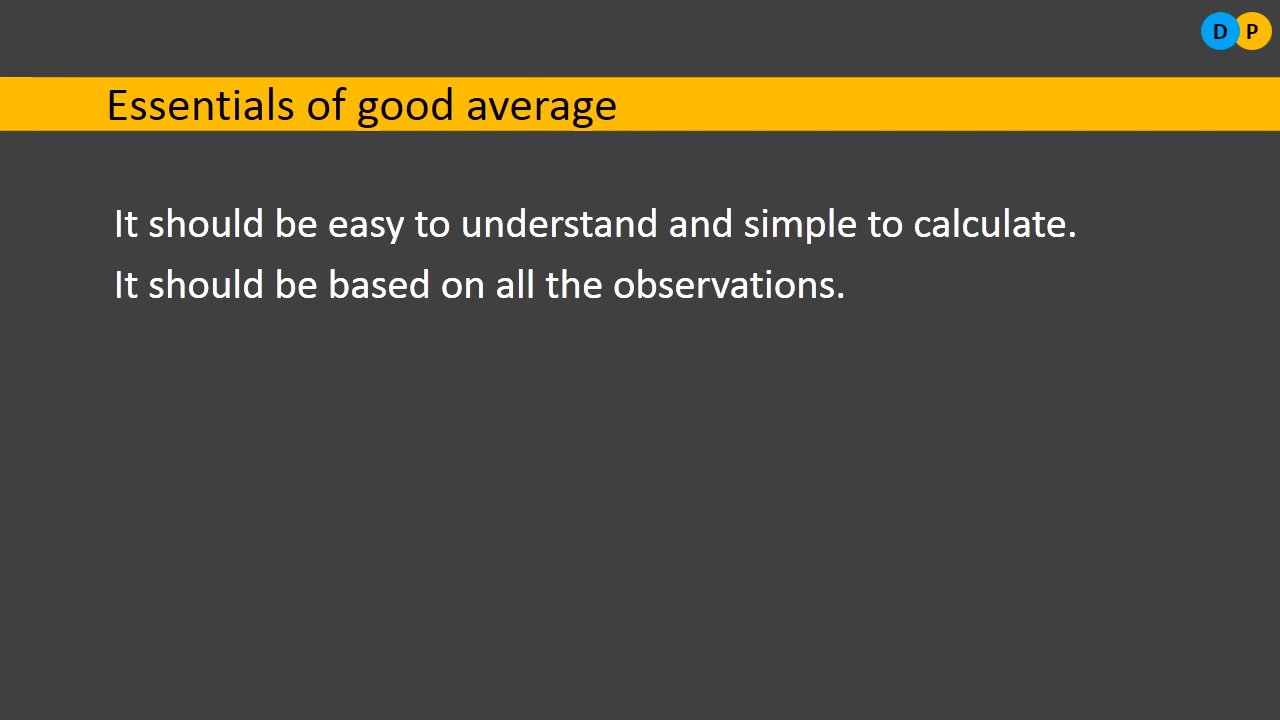 D P
Essentials of good average
It should be easy to understand and simple to calculate.
It should be based on all the observations.